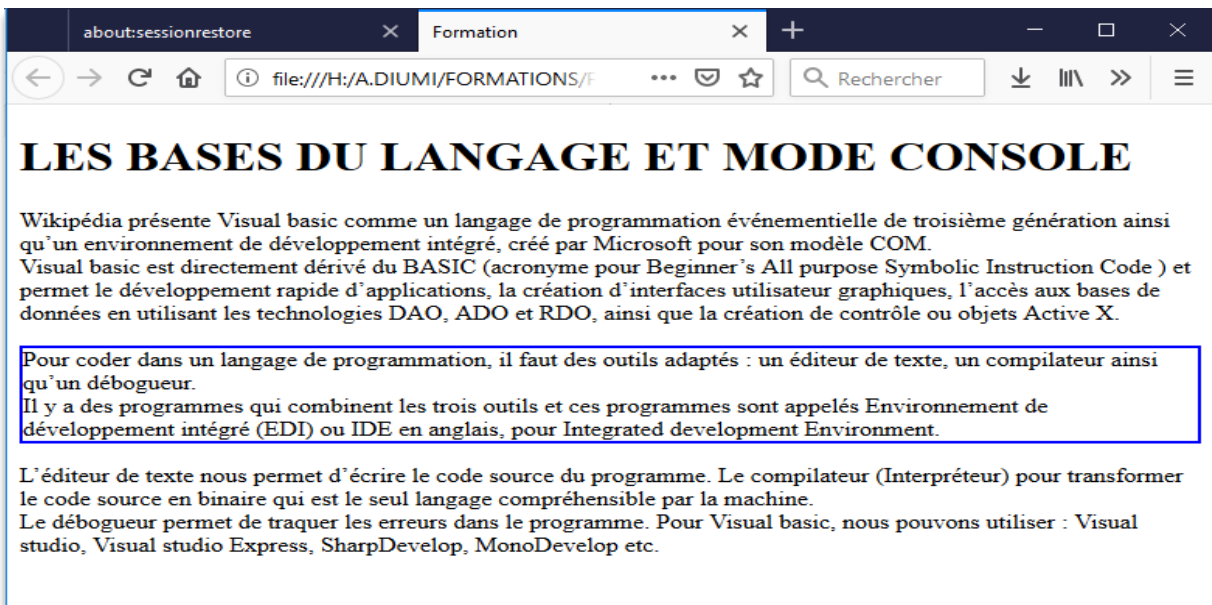 about:sessionrestore
Formation
file:///H:/A.DIUMI/FORMATIONS/F
Rechercher
LES BASES DU LANGAGE ET MODE CONSOLE
Wikipédia présente Visual basic comme un langage de programmation événementielle de troisième génération ainsi
qu’un environnement de développement intégré, créé par Microsoft pour son modèle COM.
Visual basic est directement dérivé du BASIC (acronyme pour Beginner’s All purpose Symbolic Instruction Code ) et
permet le développement rapide d’applications, la création d’interfaces utilisateur graphiques, l’accès aux bases de
données en utilisant les technologies DAO, ADO et RDO, ainsi que la création de contrôle ou objets Active X.
Pour coder dans un langage de programmation, il faut des outils adaptés : un éditeur de texte, un compilateur ainsi
qu’un débogueur.
Il y a des programmes qui combinent les trois outils et ces programmes sont appelés Environnement de
développement intégré (EDI) ou IDE en anglais, pour Integrated development Environment.
L’éditeur de texte nous permet d’écrire le code source du programme. Le compilateur (Interpréteur) pour transformer
le code source en binaire qui est le seul langage compréhensible par la machine.
Le débogueur permet de traquer les erreurs dans le programme. Pour Visual basic, nous pouvons utiliser : Visual
studio, Visual studio Express, SharpDevelop, MonoDevelop etc.